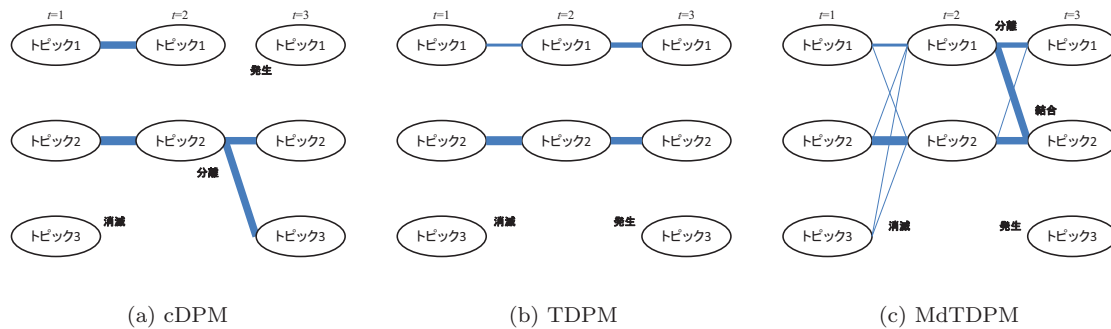 t=1 t=2 t=3
トピック1 トピック1 トピック1
発生
トピック2 トピック2 トピック2
分離
消滅
トピック3 トピック3
(a) cDPM
t=1 t=2 t=3
トピック1 トピック1 トピック1
トピック2 トピック2 トピック2
消滅 発生
トピック3 トピック3
(b) TDPM
t=1 t=2 t=3
分離
トピック1 トピック1 トピック1
結合
トピック2 トピック2 トピック2
消滅 発生
トピック3 トピック3
(c) MdTDPM